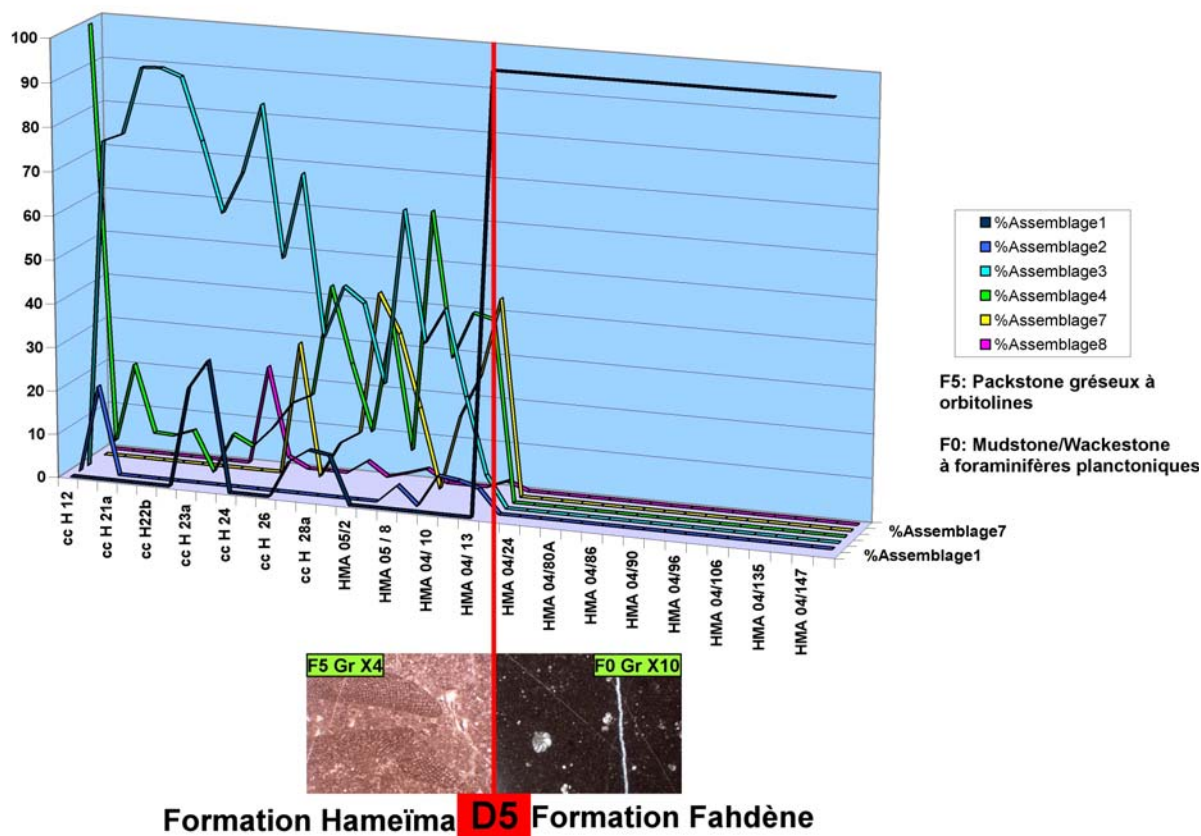 100
90
80
70
60
50
40
30
20
10
0
cc H 12
cc H 21a
cc H22b
cc H 23a
cc H 24
cc H 26
cc H 28a
HMA 05/2
HMA 05 / 8
HMA 04/ 10
HMA 04/ 13
HMA 04/24
HMA 04/80A
HMA 04/86
HMA 04/90
HMA 04/96
HMA 04/106
HMA 04/135
HMA 04/147
%Assemblage7
%Assemblage1
%Assemblage1
%Assemblage2
%Assemblage3
%Assemblage4
%Assemblage7
%Assemblage8
F5: Packstone gréseux à
orbitolines
F0: Mudstone/Wackestone
à foraminifères planctoniques
F5 Gr X4
F0 Gr X10
Formation Hameïma D5 Formation Fahdène